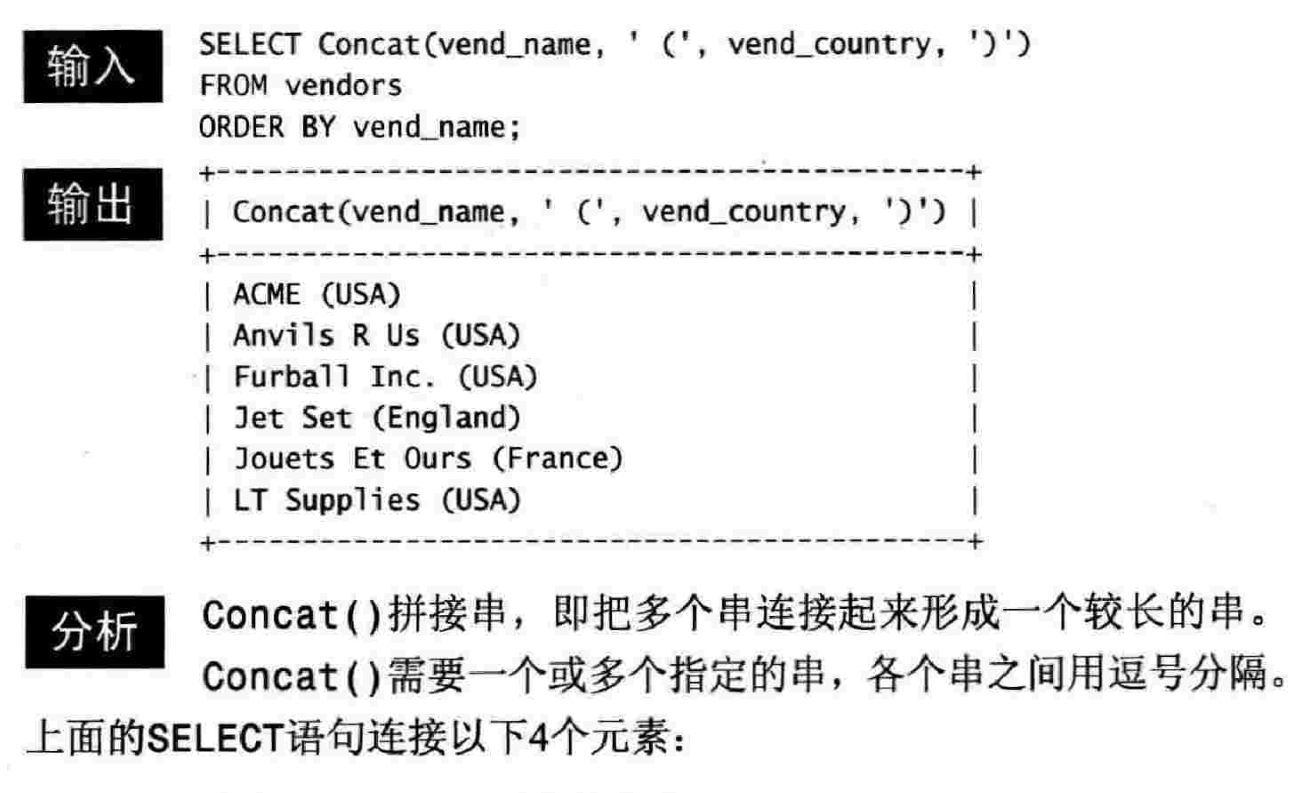 输入
SELECT Concat(vend_name, ' (', vend_country, ')')
FROM vendors
ORDER BY vend_name;
输出
+-------------------------------------------+
| Concat(vend_name, ' (', vend_country, ')') |
+-------------------------------------------+
| ACME (USA) |
| Anvils R Us (USA) |
| Furball Inc. (USA) |
| Jet Set (England) |
| Jouets Et Ours (France) |
| LT Supplies (USA) |
+-------------------------------------------+
分析
Concat()拼接串，即把多个串连接起来形成一个较长的串。
Concat()需要一个或多个指定的串，各个串之间用逗号分隔。
上面的SELECT语句连接以下4个元素：